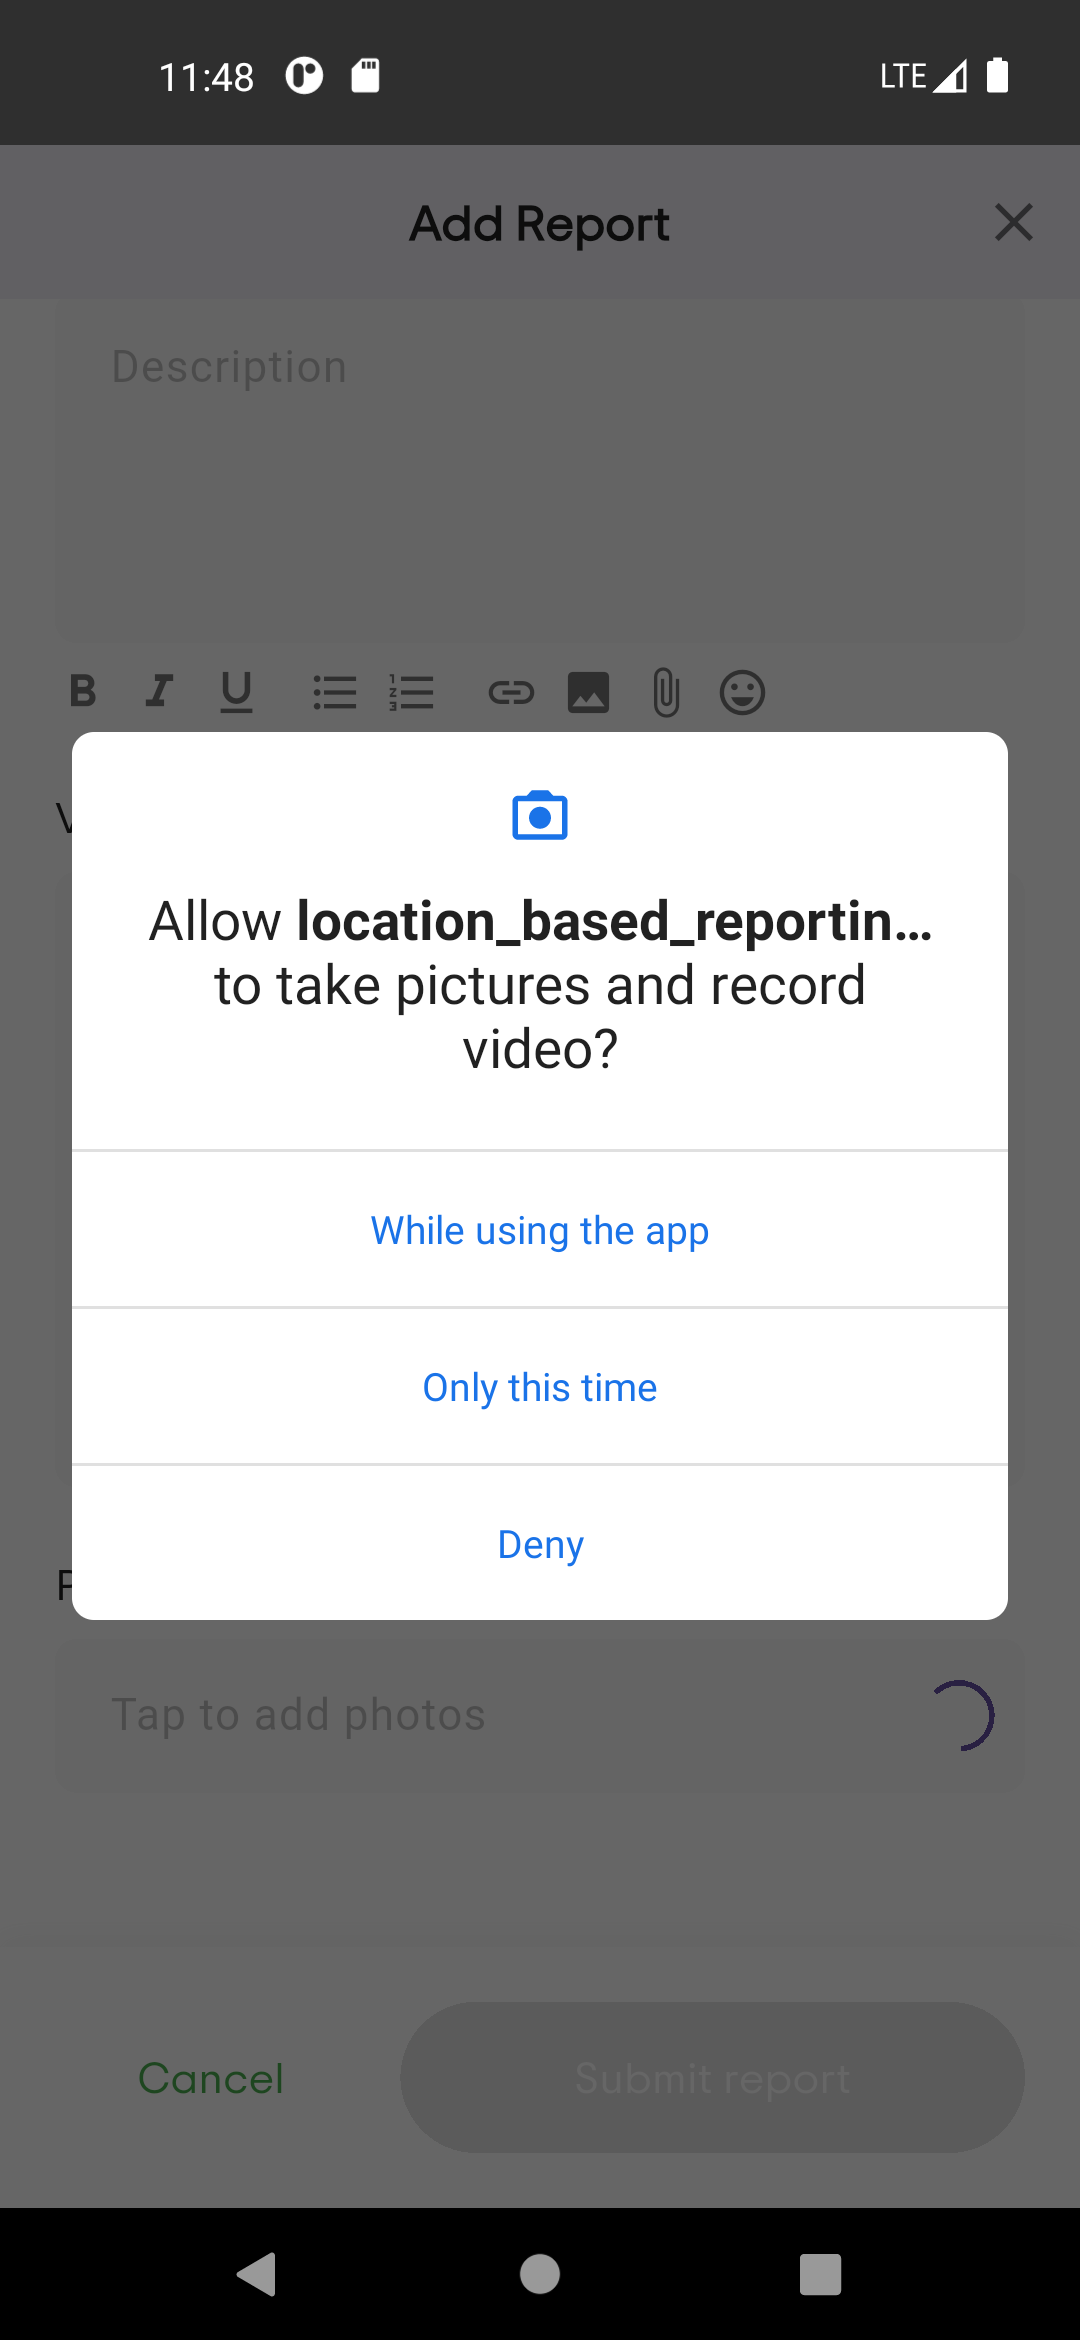 11:48
LTE
Add Report
Description
Allow location_based_reportin…
to take pictures and record
video?
While using the app
Only this time
Deny
Tap to add photos
Cancel
Submit report